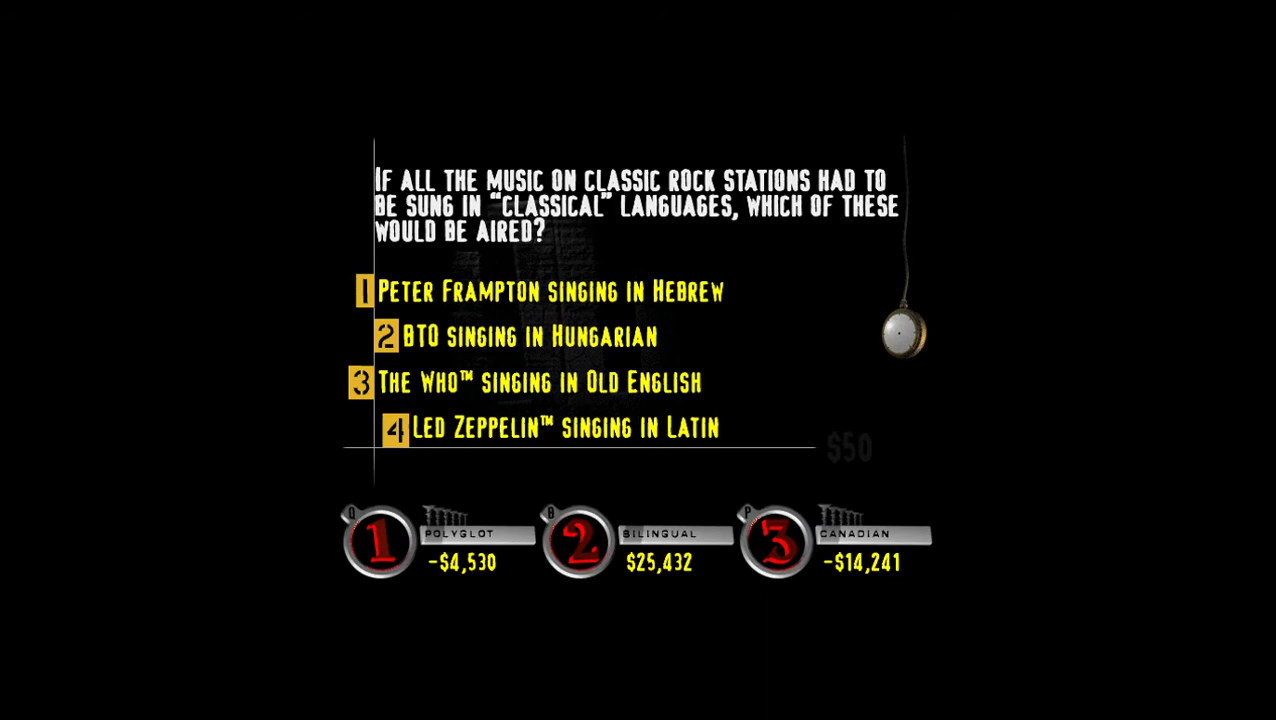 If all the music on classic rock stations had to
be sung in “classical” languages, which of these
would be aired?
1 Peter Frampton singing in Hebrew
2 BTO singing in Hungarian
3 The Who™ singing in Old English
4 Led Zeppelin™ singing in Latin
$50
Q B P
1 POLYGLOT 2 BILINGUAL 3 CANADIAN
-$4,530 $25,432 -$14,241